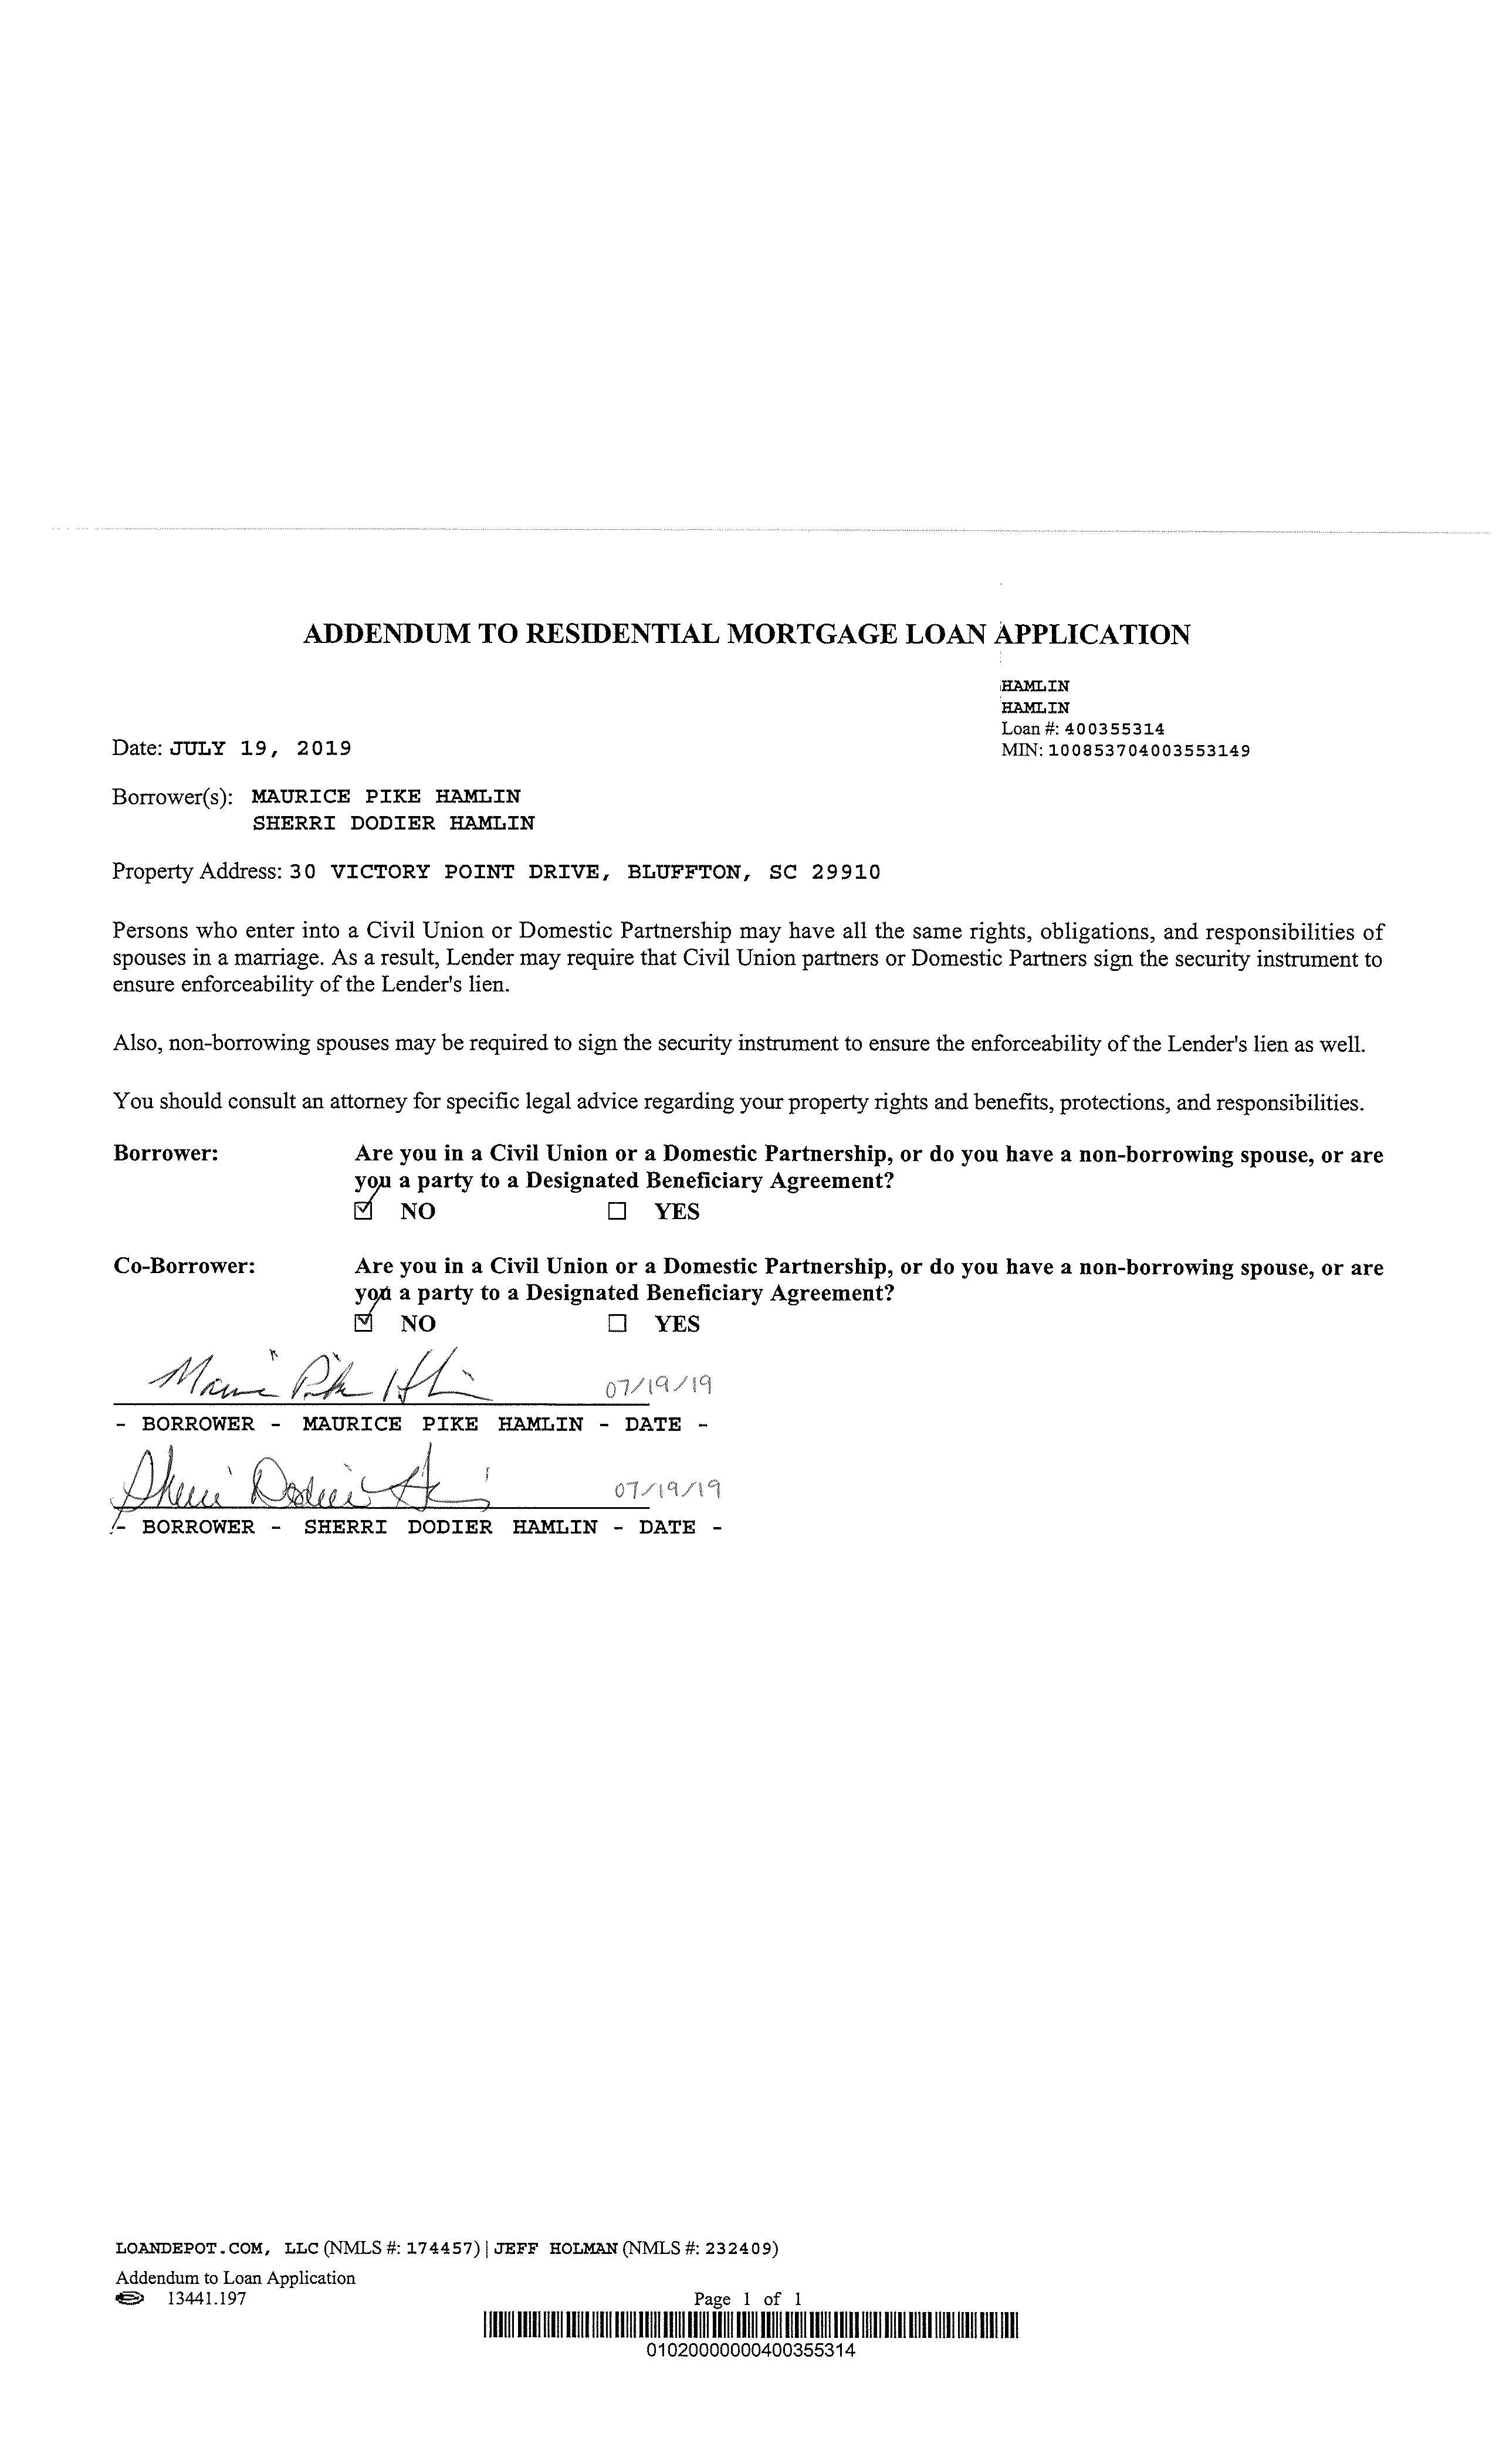 ADDENDUM TO RESIDENTIAL MORTGAGE LOAN APPLICATION
HAMLIN
HAMLIN
Loan #: 400355314
Date: JULY 19, 2019
MIN: 100853704003553149
Borrower(s): MAURICE PIKE HAMLIN
SHERRI DODIER HAMLIN
Property Address: 30 VICTORY POINT DRIVE, BLUFFTON, SC 29910
Persons who enter into a Civil Union or Domestic Partnership may have all the same rights, obligations, and responsibilities of
spouses in a marriage. As a result, Lender may require that Civil Union partners or Domestic Partners sign the security instrument to
ensure enforceability of the Lender's lien.
Also, non-borrowing spouses may be required to sign the security instrument to ensure the enforceability of the Lender's lien as well.
You should consult an attorney for specific legal advice regarding your property rights and benefits, protections, and responsibilities.
Borrower: Are you in a Civil Union or a Domestic Partnership, or do you have a non-borrowing spouse, or are
you a party to a Designated Beneficiary Agreement?
☑ NO ☐ YES
Co-Borrower: Are you in a Civil Union or a Domestic Partnership, or do you have a non-borrowing spouse, or are
you a party to a Designated Beneficiary Agreement?
☑ NO ☐ YES
07/19/19
- BORROWER - MAURICE PIKE HAMLIN - DATE -
07/19/19
- BORROWER - SHERRI DODIER HAMLIN - DATE -
LOANDEPOT.COM, LLC (NMLS #: 174457) | JEFF HOLMAN (NMLS #: 232409)
Addendum to Loan Application
13441.197 Page 1 of 1
01020000000400355314